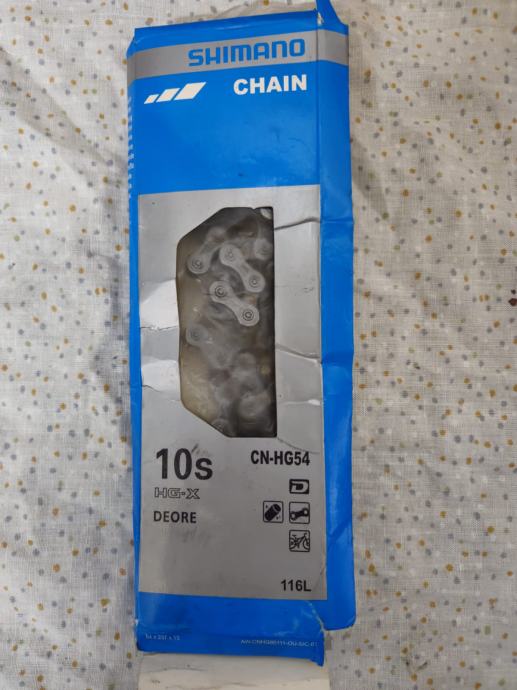 SHIMANO
CHAIN
10s
CN-HG54
HG-X
DEORE
116L